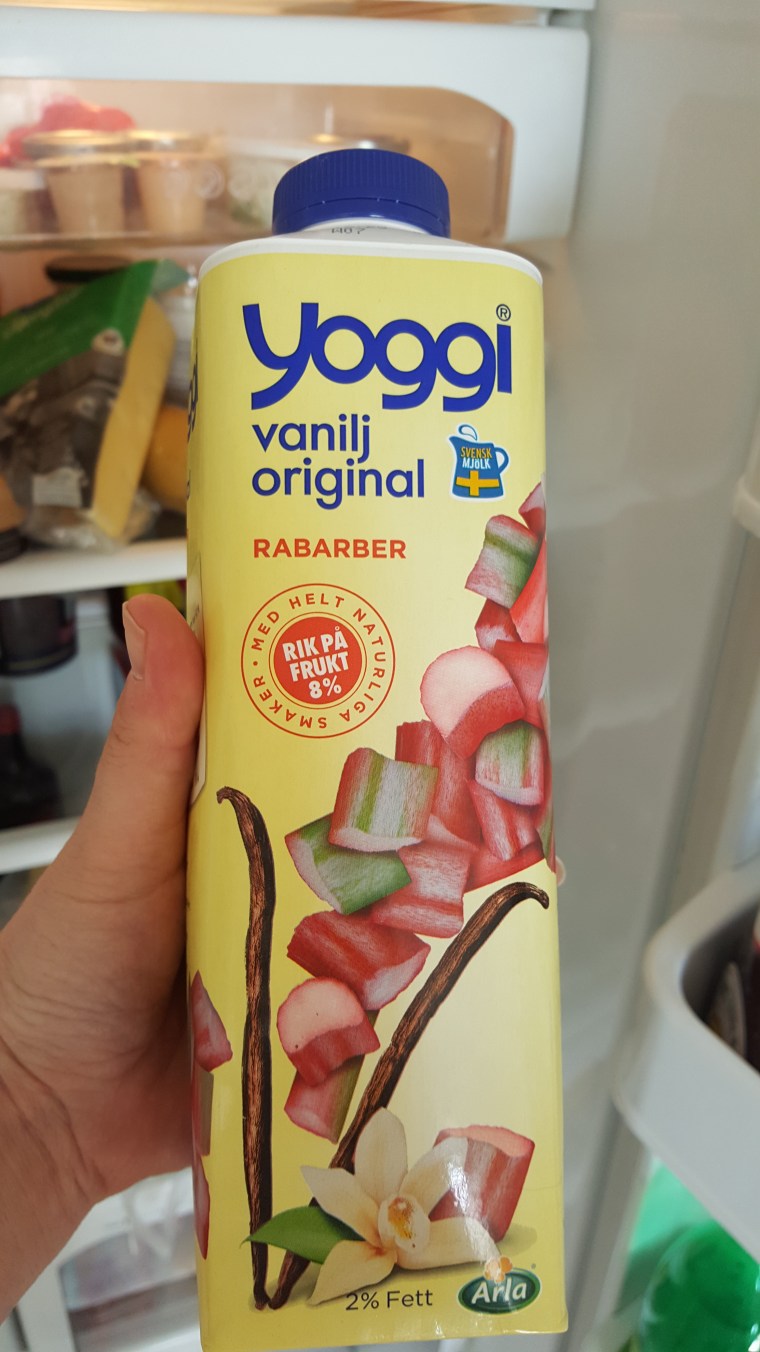 yoggi®
vanilj
original
SVENSK
MJÖLK
RABARBER
MED HELT NATURLIGA SMAKER •
RIK PÅ
FRUKT
8%
2% Fett
Arla